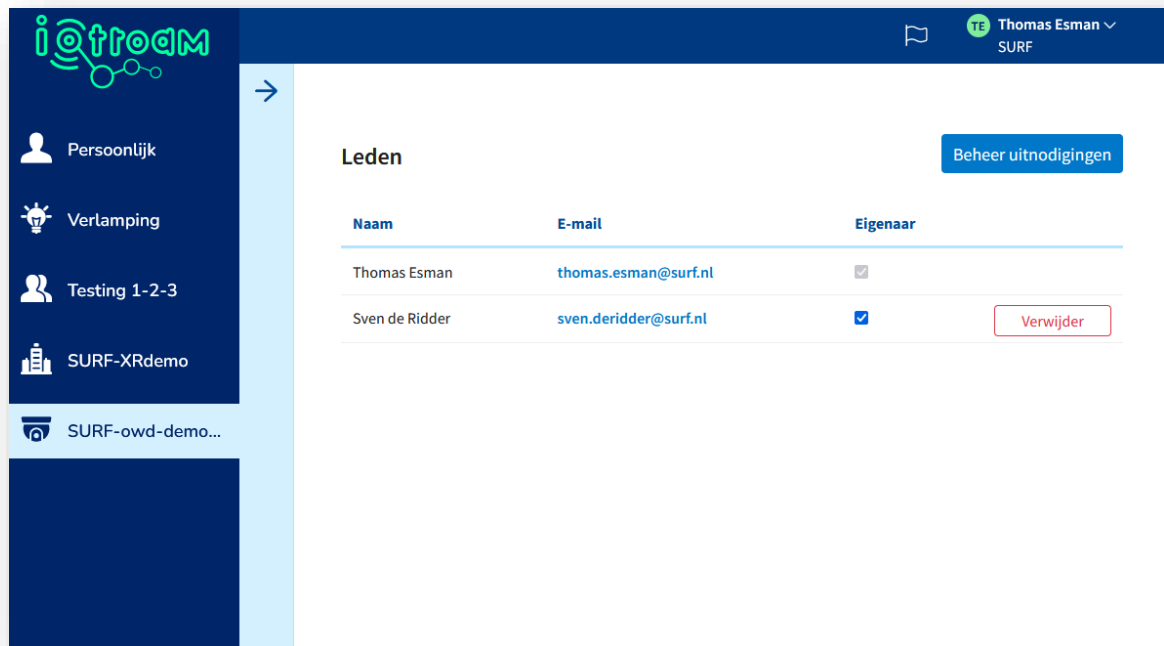 iotroam
TE Thomas Esman
SURF
Persoonlijk
Verlamping
Testing 1-2-3
SURF-XRdemo
SURF-owd-demo...
Leden
Beheer uitnodigingen
Naam E-mail Eigenaar
Thomas Esman thomas.esman@surf.nl
Sven de Ridder sven.deridder@surf.nl Verwijder